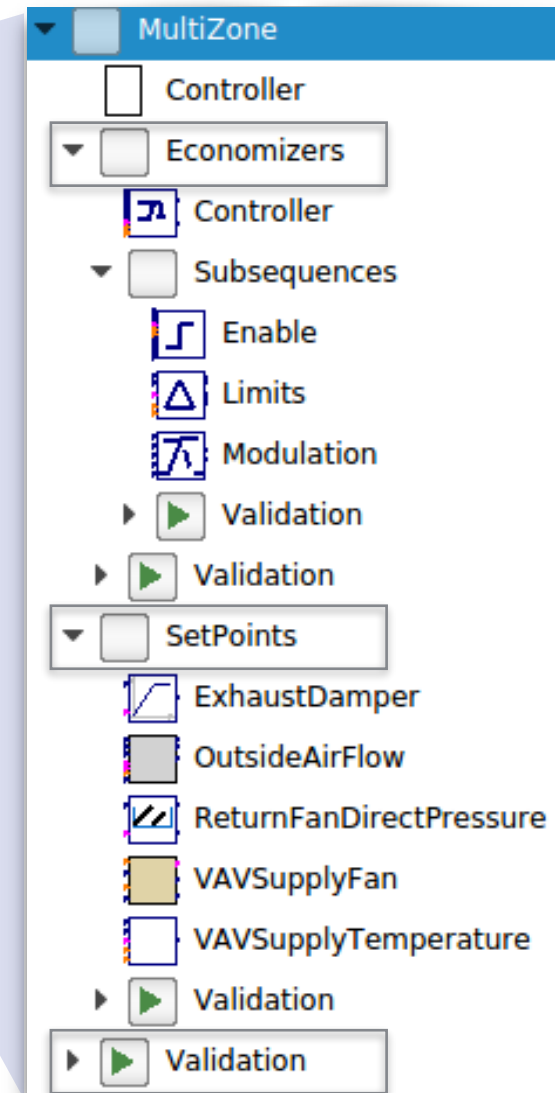 MultiZone
Controller
Economizers
Controller
Subsequences
Enable
Limits
Modulation
Validation
Validation
SetPoints
ExhaustDamper
OutsideAirFlow
ReturnFanDirectPressure
VAVSupplyFan
VAVSupplyTemperature
Validation
Validation